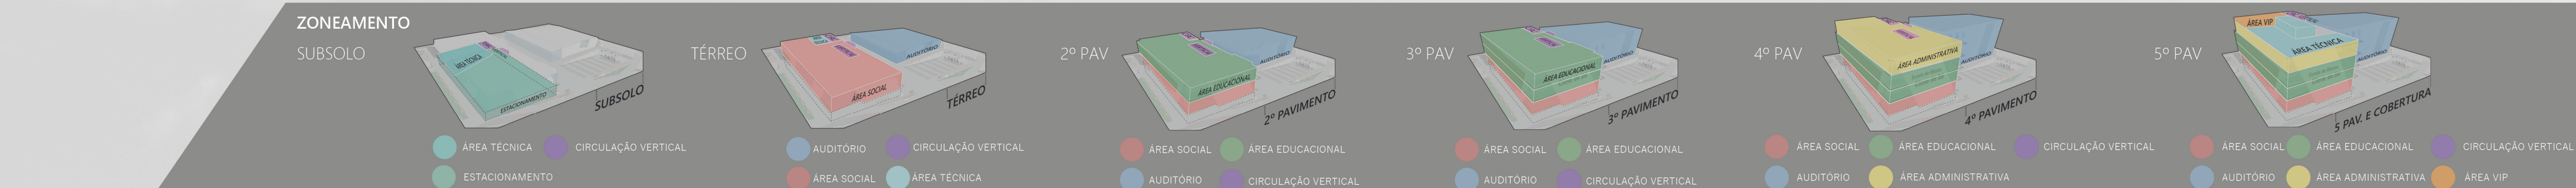 ZONEAMENTO
SUBSOLO
ÁREA TÉCNICA
ESTACIONAMENTO
SUBSOLO
ÁREA TÉCNICA CIRCULAÇÃO VERTICAL
ESTACIONAMENTO
TÉRREO
AUDITÓRIO
ÁREA SOCIAL
TÉRREO
AUDITÓRIO CIRCULAÇÃO VERTICAL
ÁREA SOCIAL ÁREA TÉCNICA
2º PAV
AUDITÓRIO
ÁREA EDUCACIONAL
2º PAVIMENTO
ÁREA SOCIAL ÁREA EDUCACIONAL
AUDITÓRIO CIRCULAÇÃO VERTICAL
3º PAV
AUDITÓRIO
ÁREA EDUCACIONAL
3º PAVIMENTO
ÁREA SOCIAL ÁREA EDUCACIONAL
AUDITÓRIO CIRCULAÇÃO VERTICAL
4º PAV
AUDITÓRIO
ÁREA ADMINISTRATIVA
4º PAVIMENTO
ÁREA SOCIAL ÁREA EDUCACIONAL CIRCULAÇÃO VERTICAL
AUDITÓRIO ÁREA ADMINISTRATIVA
5º PAV
ÁREA VIP
ÁREA TÉCNICA
AUDITÓRIO
5 PAV. E COBERTURA
ÁREA SOCIAL ÁREA EDUCACIONAL CIRCULAÇÃO VERTICAL
AUDITÓRIO ÁREA ADMINISTRATIVA ÁREA VIP